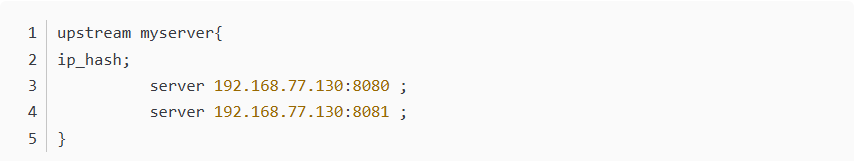 1 upstream myserver{
2 ip_hash;
3 server 192.168.77.130:8080 ;
4 server 192.168.77.130:8081 ;
5 }